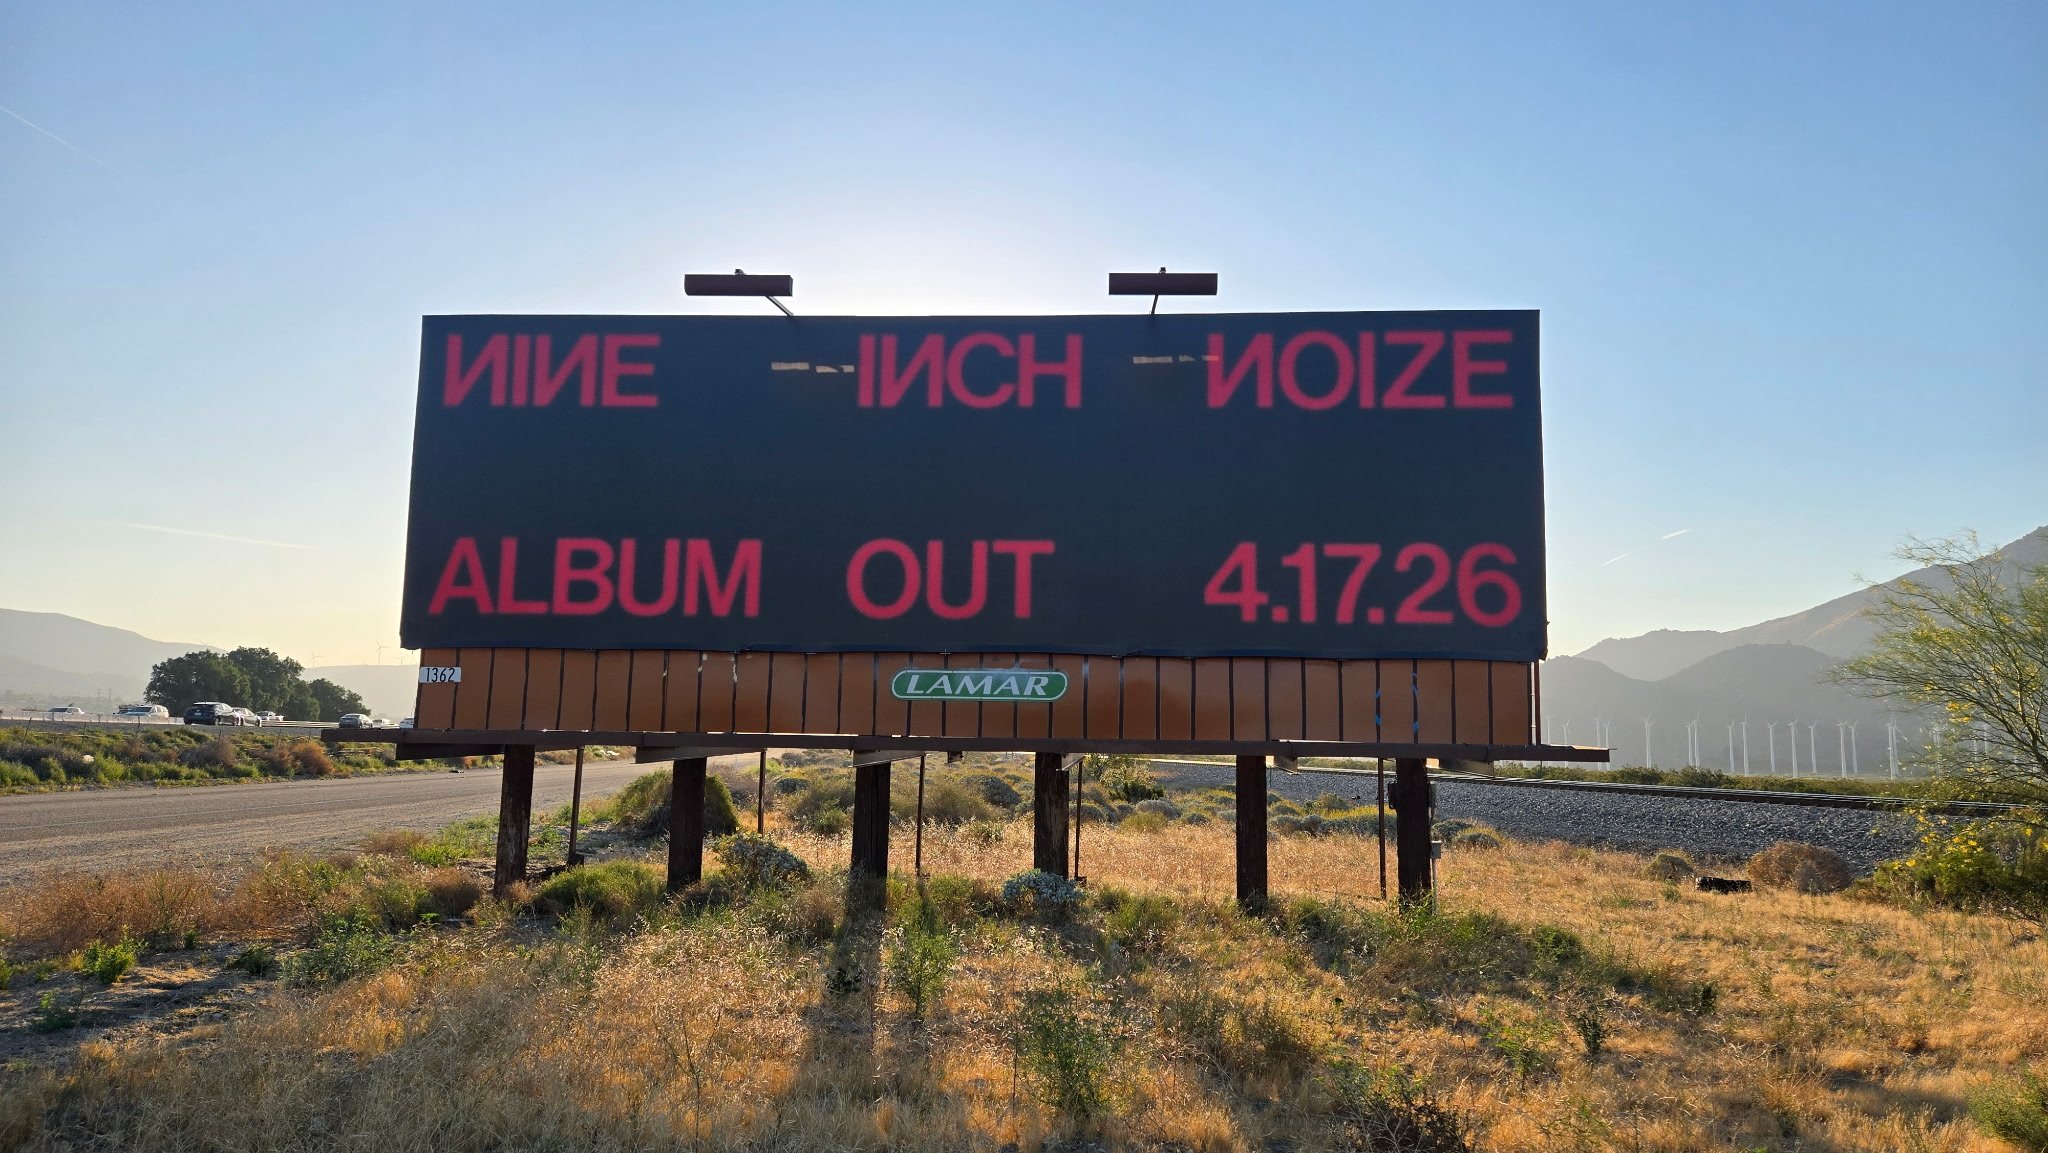 ИIИE IИCH ИOIZE
ALBUM OUT 4.17.26
1362
LAMAR